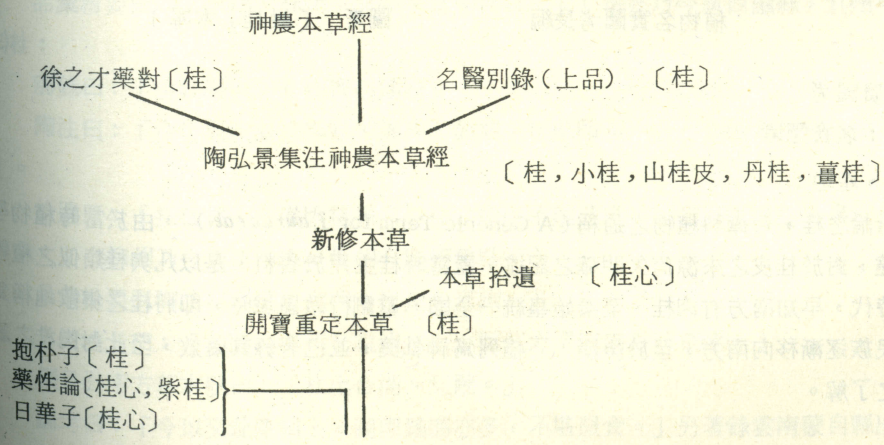 神農本草經
徐之才藥對〔桂〕
名醫別錄(上品) 〔桂〕
陶弘景集注神農本草經
〔桂,小桂,山桂皮,丹桂,薑桂〕
新修本草
本草拾遺 〔桂心〕
開寶重定本草 〔桂〕
抱朴子〔桂〕
藥性論〔桂心,紫桂〕
日華子〔桂心〕